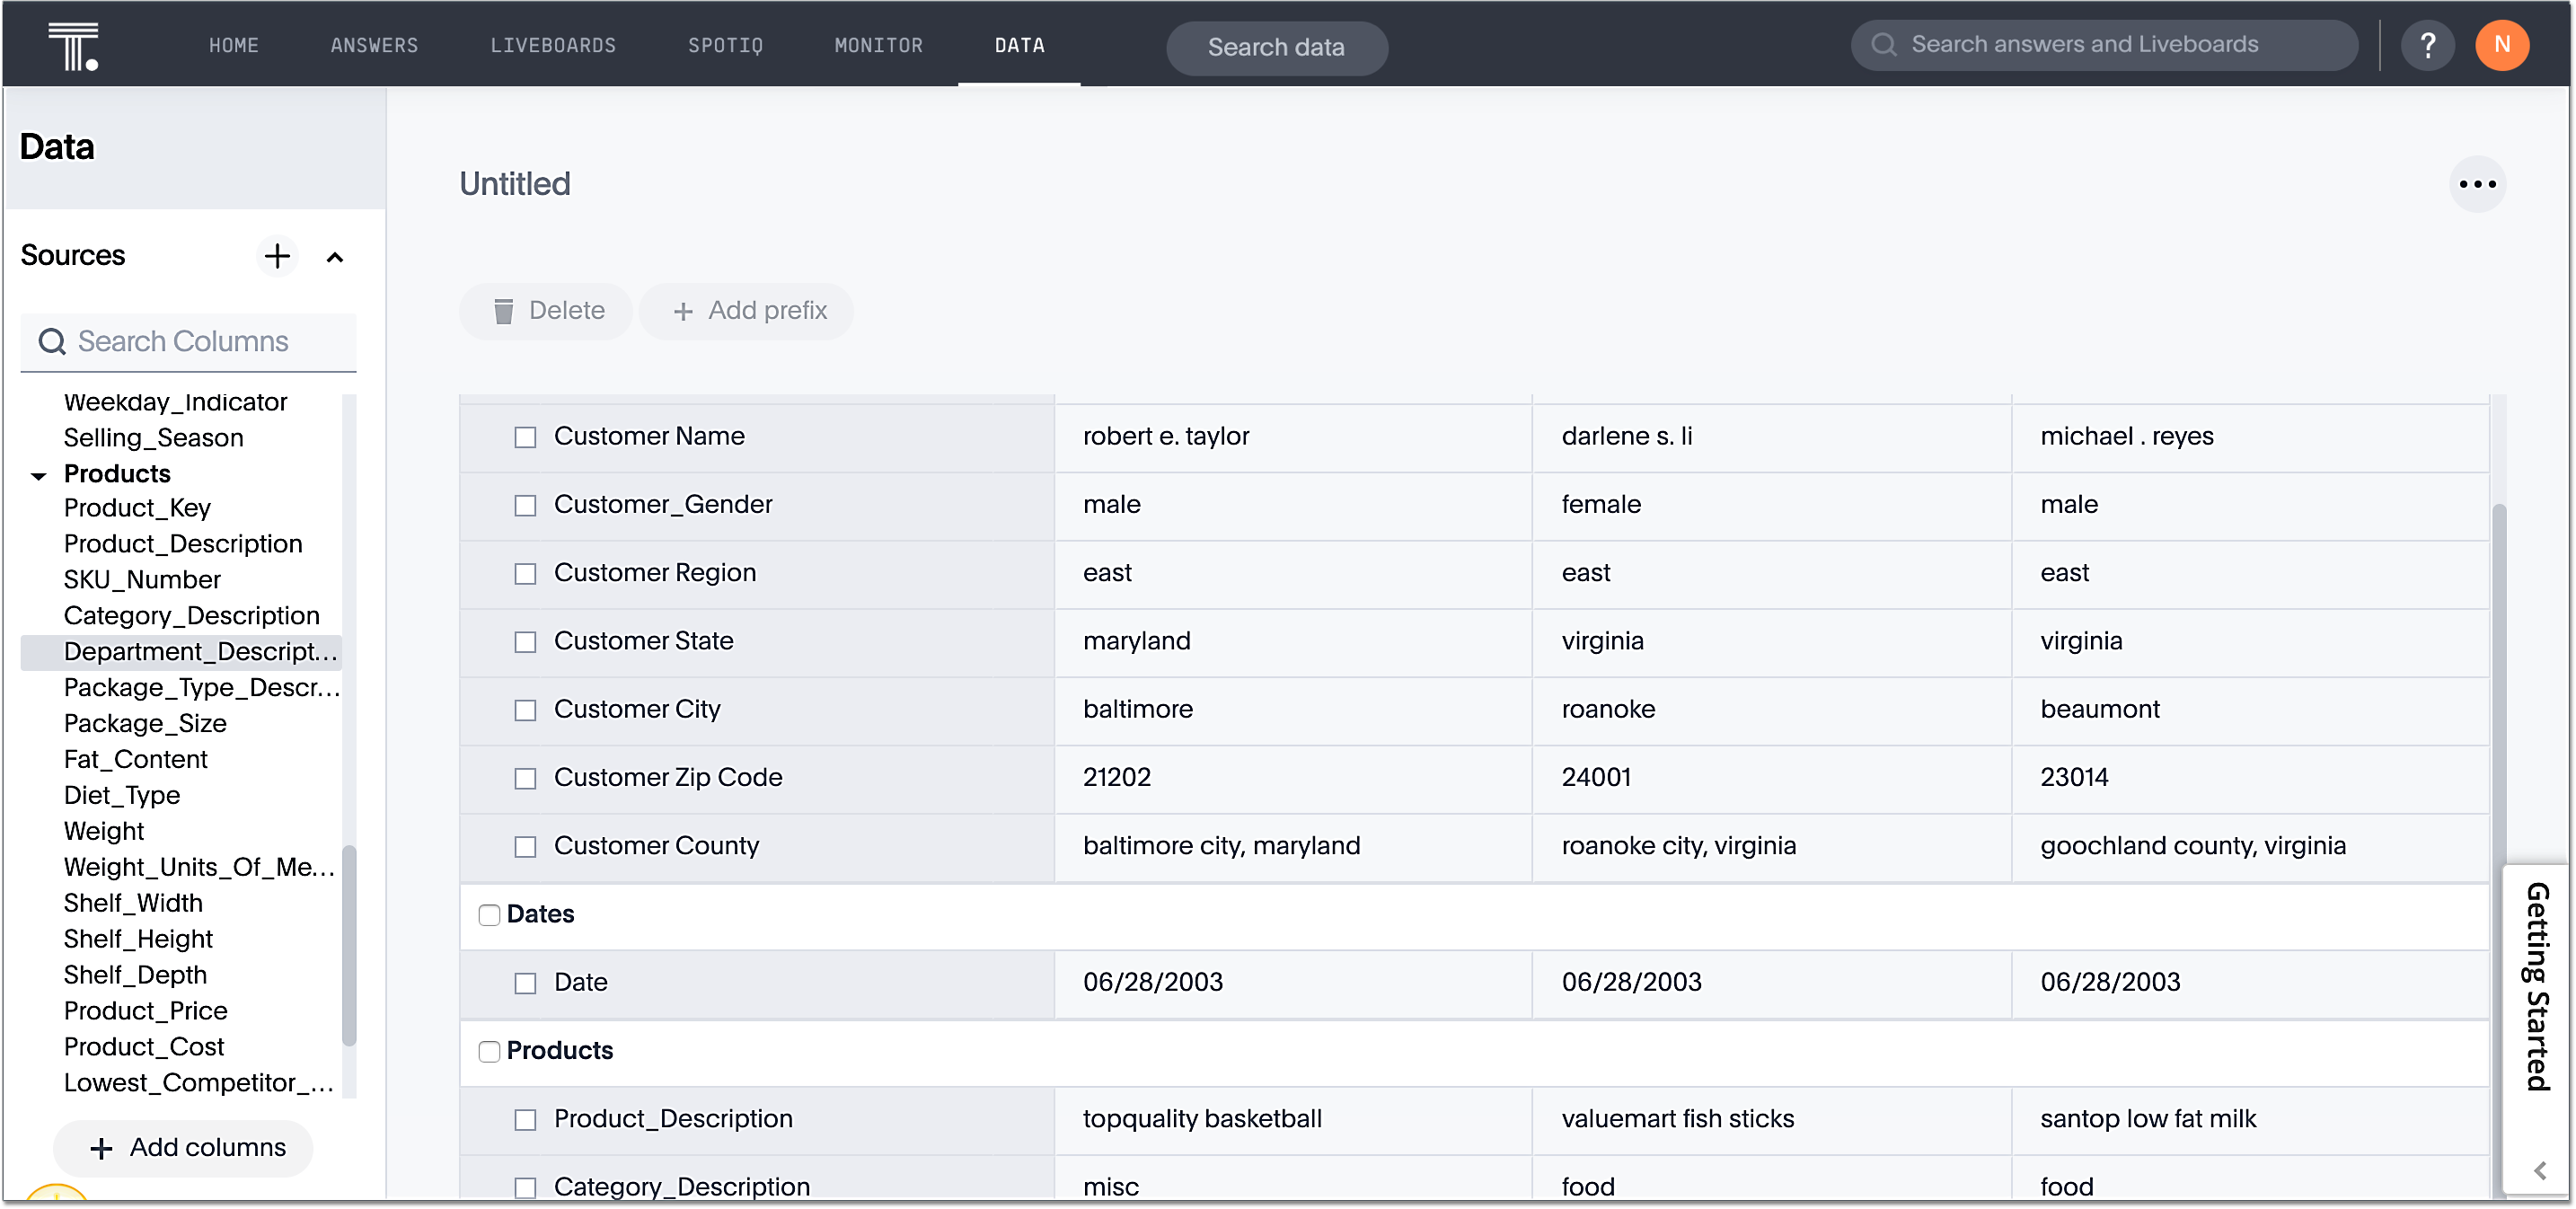 HOME ANSWERS LIVEBOARDS SPOTIQ MONITOR DATA Search data Search answers and Liveboards ? N
Data
Untitled
Sources
Delete Add prefix
Search Columns
Weekday_Indicator
Selling_Season
Products
Product_Key
Product_Description
SKU_Number
Category_Description
Department_Descript...
Package_Type_Descr...
Package_Size
Fat_Content
Diet_Type
Weight
Weight_Units_Of_Me...
Shelf_Width
Shelf_Height
Shelf_Depth
Product_Price
Product_Cost
Lowest_Competitor_...
Add columns
Customer Name robert e. taylor darlene s. li michael . reyes
Customer_Gender male female male
Customer Region east east east
Customer State maryland virginia virginia
Customer City baltimore roanoke beaumont
Customer Zip Code 21202 24001 23014
Customer County baltimore city, maryland roanoke city, virginia goochland county, virginia
Dates
Date 06/28/2003 06/28/2003 06/28/2003
Products
Product_Description topquality basketball valuemart fish sticks santop low fat milk
Category_Description misc food food
Getting Started